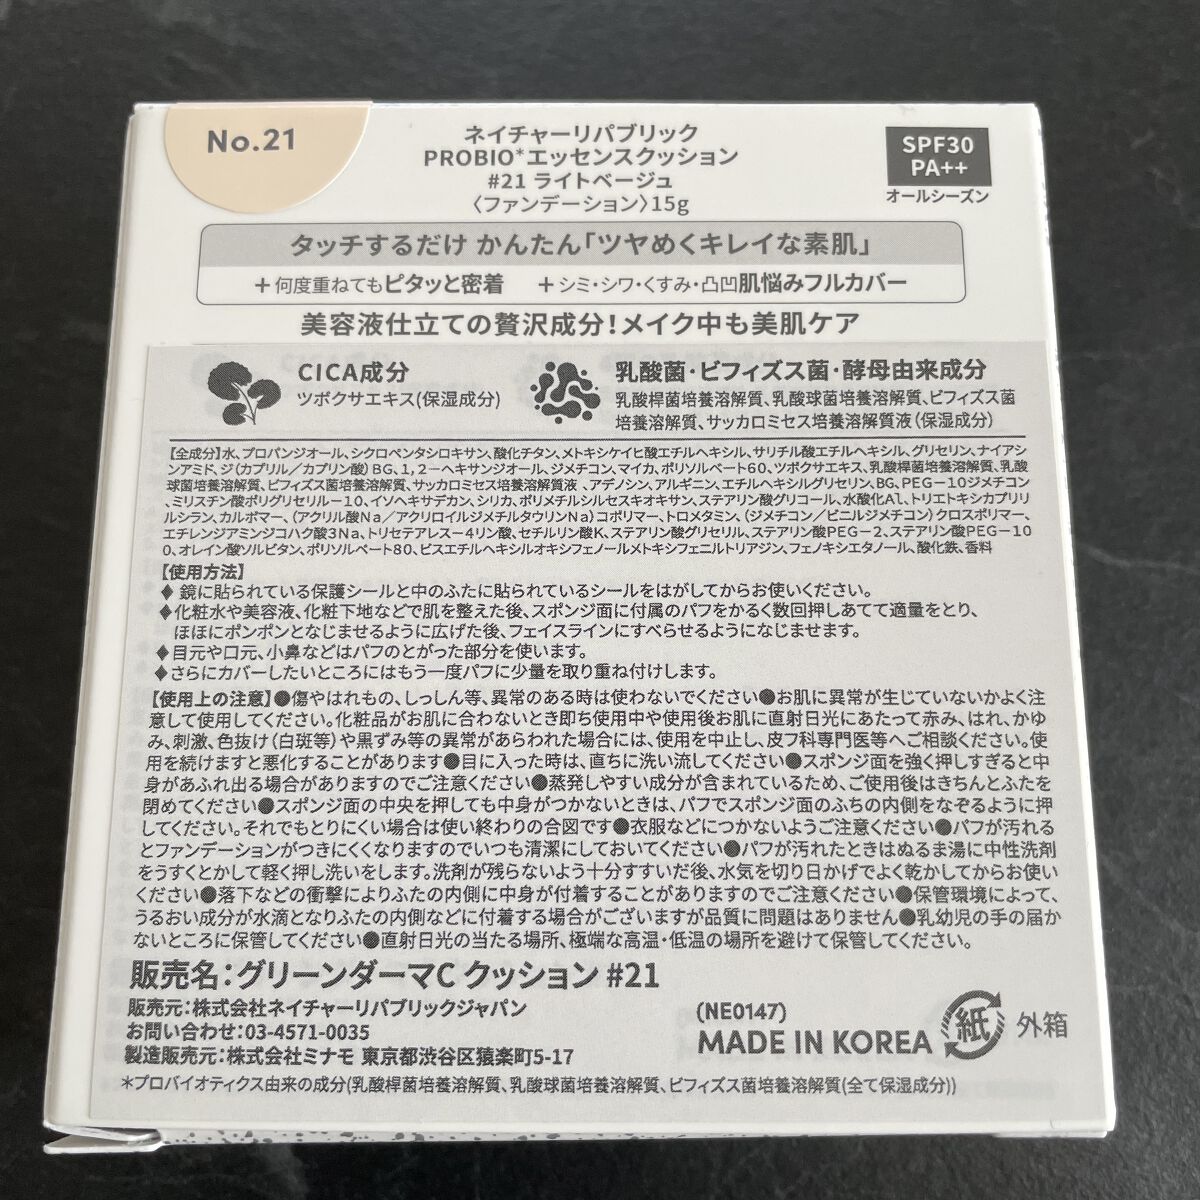 No.21
ネイチャーリパブリック
PROBIO*エッセンスクッション
#21 ライトベージュ
〈ファンデーション〉15g
SPF30
PA++
オールシーズン
タッチするだけ かんたん「ツヤめくキレイな素肌」
+何度重ねてもピタッと密着 +シミ・シワ・くすみ・凸凹肌悩みフルカバー
美容液仕立ての贅沢成分!メイク中も美肌ケア
CICA成分
ツボクサエキス(保湿成分)
乳酸菌・ビフィズス菌・酵母由来成分
乳酸桿菌培養溶解質、乳酸球菌培養溶解質、ビフィズス菌
培養溶解質、サッカロミセス培養溶解質液(保湿成分)
【全成分】水、プロパンジオール、シクロペンタシロキサン、酸化チタン、メトキシケイヒ酸エチルヘキシル、サリチル酸エチルヘキシル、グリセリン、ナイアシ
ンアミド、ジ(カプリル/カプリン酸)BG、1,2-ヘキサンジオール、ジメチコン、マイカ、ポリソルベート60、ツボクサエキス、乳酸桿菌培養溶解質、乳酸
球菌培養溶解質、ビフィズス菌培養溶解質、サッカロミセス培養溶解質液、アデノシン、アルギニン、エチルヘキシルグリセリン、BG、PEG-10ジメチコン
、ミリスチン酸ポリグリセリル-10、イソヘキサデカン、シリカ、ポリメチルシルセスキオキサン、ステアリン酸グリコール、水酸化Al、トリエトキシカプリリ
ルシラン、カルボマー、(アクリル酸Na/アクリロイルジメチルタウリンNa)コポリマー、トロメタミン、(ジメチコン/ビニルジメチコン)クロスポリマー、
エチレンジアミンジコハク酸3Na、トリセテアレス-4リン酸、セチルリン酸K、ステアリン酸グリセリル、ステアリン酸PEG-2、ステアリン酸PEG-10
0、オレイン酸ソルビタン、ポリソルベート80、ビスエチルヘキシルオキシフェノールメトキシフェニルトリアジン、フェノキシエタノール、酸化鉄、香料
【使用方法】
♦ 鏡に貼られている保護シールと中のふたに貼られているシールをはがしてからお使いください。
♦化粧水や美容液、化粧下地などで肌を整えた後、スポンジ面に付属のパフをかるく数回押しあてて適量をとり、
ほほにポンポンとなじませるように広げた後、フェイスラインにすべらせるようになじませます。
♦目元や口元、小鼻などはパフのとがった部分を使います。
♦さらにカバーしたいところにはもう一度パフに少量を取り重ね付けします。
【使用上の注意】●傷やはれもの、しっしん等、異常のある時は使わないでください●お肌に異常が生じていないかよく注
意して使用してください。化粧品がお肌に合わないとき即ち使用中や使用後お肌に直射日光にあたって赤み、はれ、かゆ
み、刺激、色抜け(白斑等)や黒ずみ等の異常があらわれた場合には、使用を中止し、皮フ科専門医等へご相談ください。使
用を続けますと悪化することがあります●目に入った時は、直ちに洗い流してください●スポンジ面を強く押しすぎると中
身があふれ出る場合がありますのでご注意ください●蒸発しやすい成分が含まれているため、ご使用後はきちんとふたを
閉めてください●スポンジ面の中央を押しても中身がつかないときは、パフでスポンジ面のふちの内側をなぞるように押
してください。それでもとりにくい場合は使い終わりの合図です●衣服などにつかないようご注意ください●パフが汚れる
とファンデーションがつきにくくなりますのでいつも清潔にしておいてください●パフが汚れたときはぬるま湯に中性洗剤
をうすくとかして軽く押し洗いをします。洗剤が残らないよう十分すすいだ後、水気を切り日かげでよく乾かしてからお使い
ください●落下などの衝撃によりふたの内側に中身が付着することがありますのでご注意ください●保管環境によって、
うるおい成分が水滴となりふたの内側などに付着する場合がございますが品質に問題はありません●乳幼児の手の届か
ないところに保管してください●直射日光の当たる場所、極端な高温・低温の場所を避けて保管してください。
販売名:グリーンダーマC クッション #21
販売元:株式会社ネイチャーリパブリックジャパン
お問い合わせ:03-4571-0035
製造販売元:株式会社ミナモ 東京都渋谷区猿楽町5-17
(NE0147)
MADE IN KOREA
紙 外箱
*プロバイオティクス由来の成分(乳酸桿菌培養溶解質、乳酸球菌培養溶解質、ビフィズス菌培養溶解質(全て保湿成分))